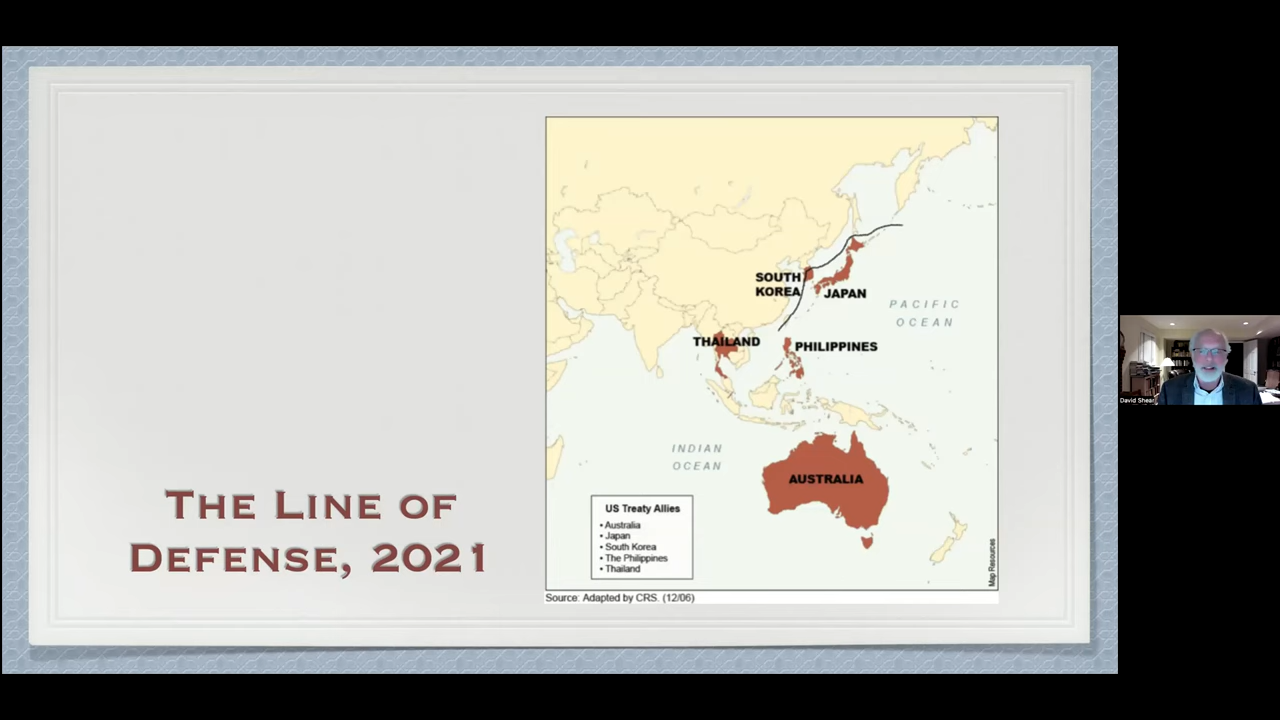 SOUTH
KOREA
JAPAN
PACIFIC
OCEAN
THAILAND
PHILIPPINES
INDIAN
OCEAN
AUSTRALIA
US Treaty Allies
• Australia
• Japan
• South Korea
• The Philippines
• Thailand
Map Resources
Source: Adapted by CRS. (12/06)
The Line of
Defense, 2021
David Shear